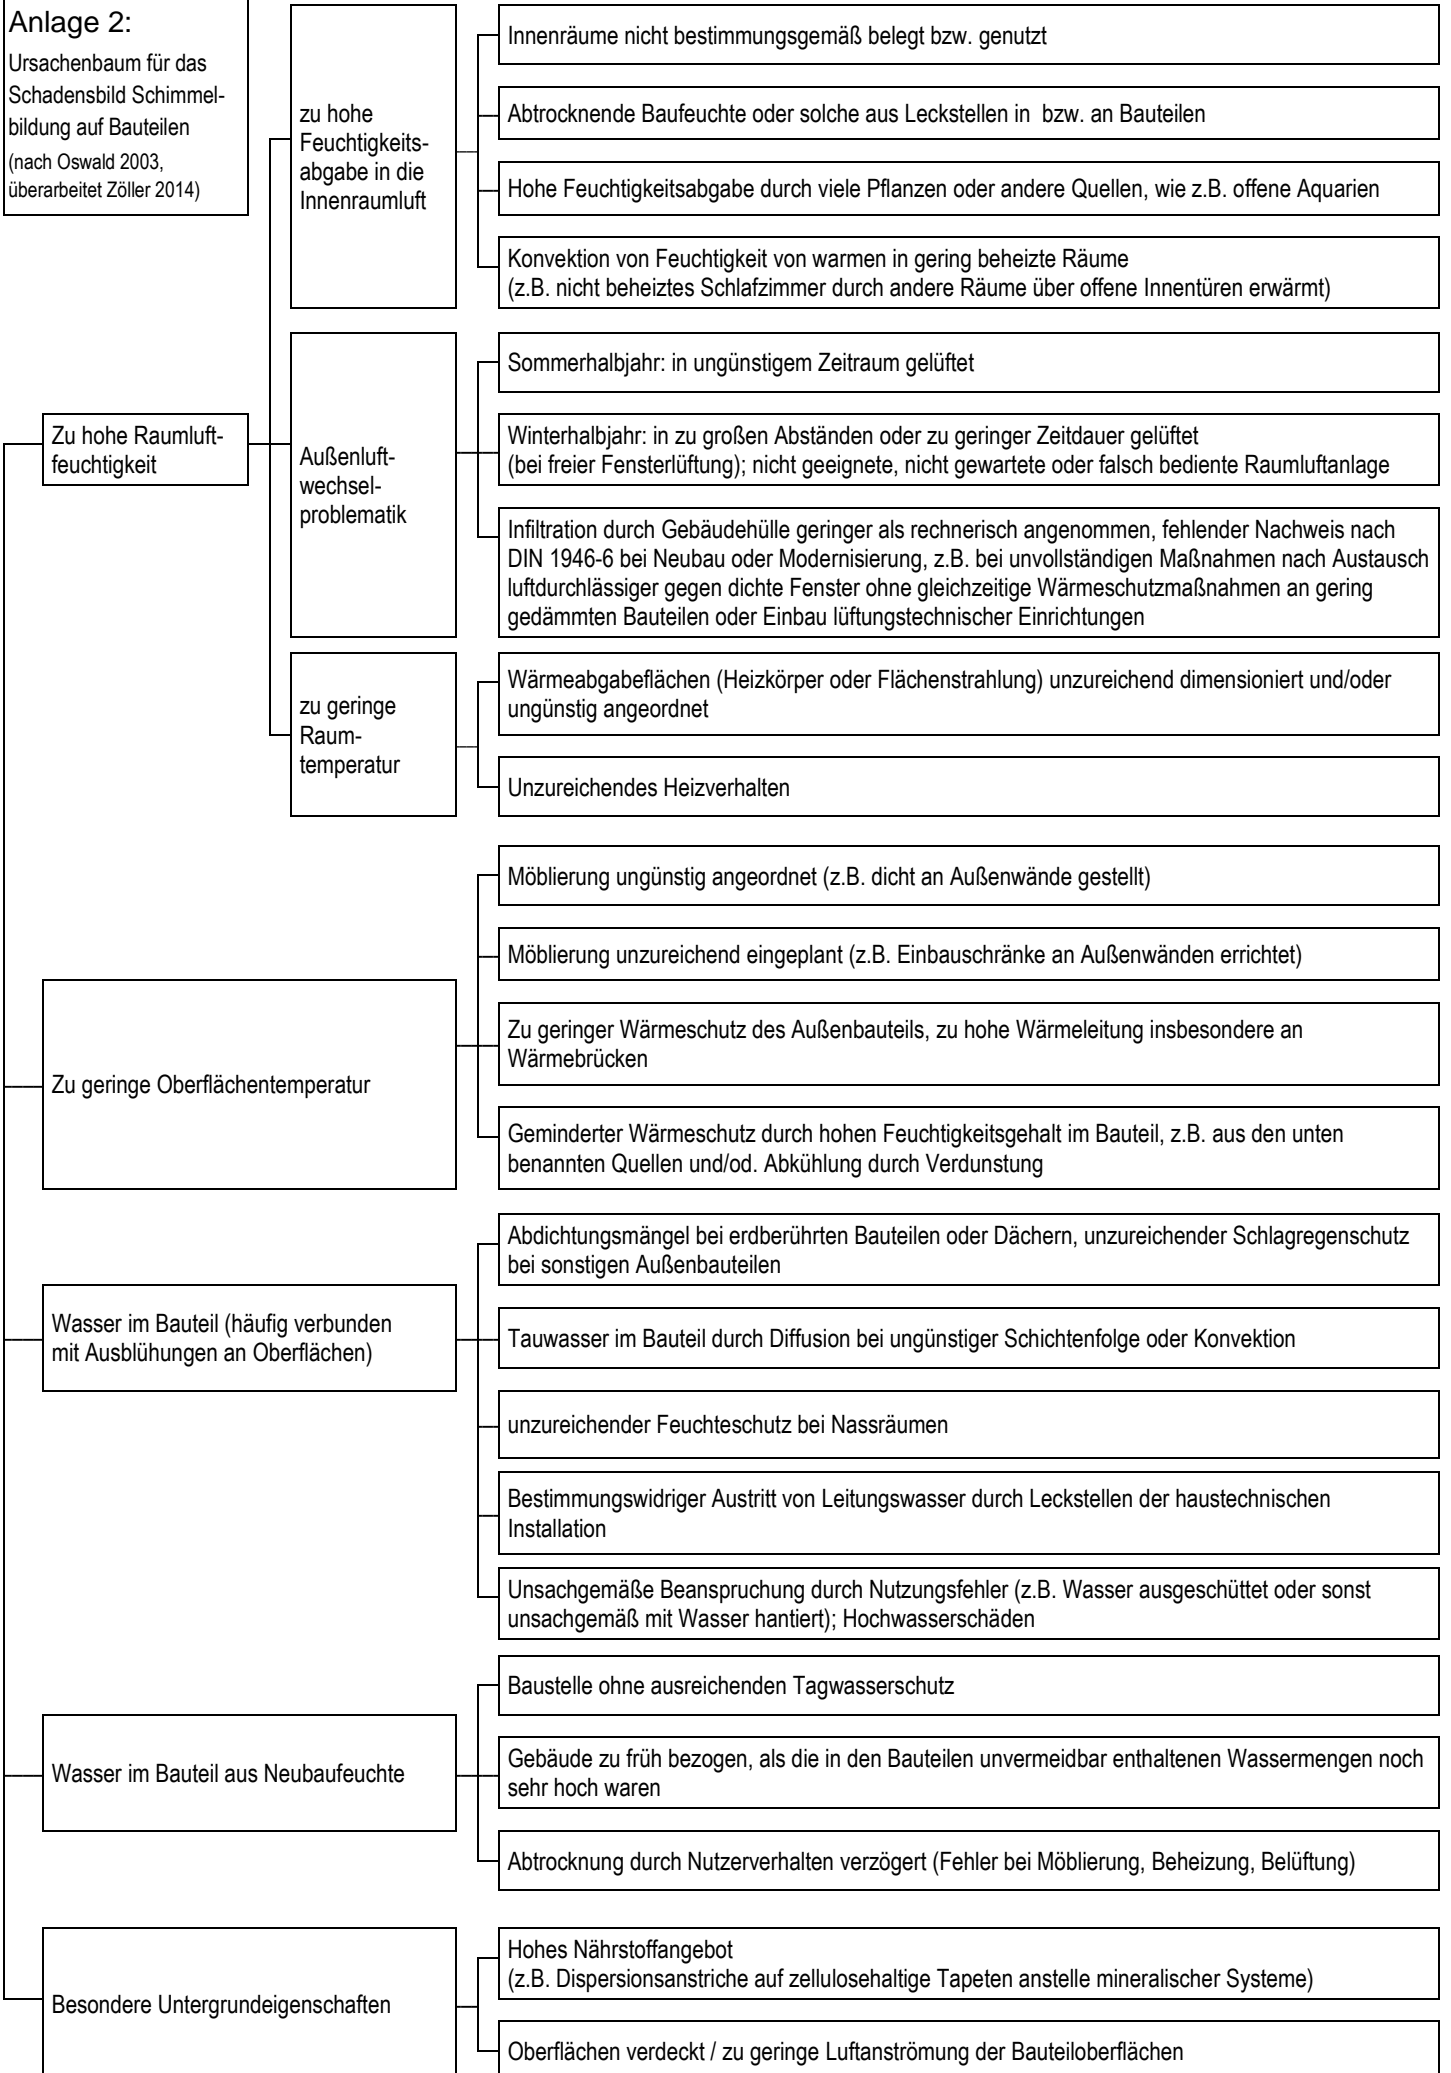 Anlage 2:
Ursachenbaum für das
Schadensbild Schimmel-
bildung auf Bauteilen
(nach Oswald 2003,
überarbeitet Zöller 2014)
Zu hohe Raumluft-
feuchtigkeit
zu hohe
Feuchtigkeits-
abgabe in die
Innenraumluft
Innenräume nicht bestimmungsgemäß belegt bzw. genutzt
Abtrocknende Baufeuchte oder solche aus Leckstellen in bzw. an Bauteilen
Hohe Feuchtigkeitsabgabe durch viele Pflanzen oder andere Quellen, wie z.B. offene Aquarien
Konvektion von Feuchtigkeit von warmen in gering beheizte Räume
(z.B. nicht beheiztes Schlafzimmer durch andere Räume über offene Innentüren erwärmt)
Außenluft-
wechsel-
problematik
Sommerhalbjahr: in ungünstigem Zeitraum gelüftet
Winterhalbjahr: in zu großen Abständen oder zu geringer Zeitdauer gelüftet
(bei freier Fensterlüftung); nicht geeignete, nicht gewartete oder falsch bediente Raumluftanlage
Infiltration durch Gebäudehülle geringer als rechnerisch angenommen, fehlender Nachweis nach
DIN 1946-6 bei Neubau oder Modernisierung, z.B. bei unvollständigen Maßnahmen nach Austausch
luftdurchlässiger gegen dichte Fenster ohne gleichzeitige Wärmeschutzmaßnahmen an gering
gedämmten Bauteilen oder Einbau lüftungstechnischer Einrichtungen
zu geringe
Raum-
temperatur
Wärmeabgabeflächen (Heizkörper oder Flächenstrahlung) unzureichend dimensioniert und/oder
ungünstig angeordnet
Unzureichendes Heizverhalten
Zu geringe Oberflächentemperatur
Möblierung ungünstig angeordnet (z.B. dicht an Außenwände gestellt)
Möblierung unzureichend eingeplant (z.B. Einbauschränke an Außenwänden errichtet)
Zu geringer Wärmeschutz des Außenbauteils, zu hohe Wärmeleitung insbesondere an
Wärmebrücken
Geminderter Wärmeschutz durch hohen Feuchtigkeitsgehalt im Bauteil, z.B. aus den unten
benannten Quellen und/od. Abkühlung durch Verdunstung
Wasser im Bauteil (häufig verbunden
mit Ausblühungen an Oberflächen)
Abdichtungsmängel bei erdberührten Bauteilen oder Dächern, unzureichender Schlagregenschutz
bei sonstigen Außenbauteilen
Tauwasser im Bauteil durch Diffusion bei ungünstiger Schichtenfolge oder Konvektion
unzureichender Feuchteschutz bei Nassräumen
Bestimmungswidriger Austritt von Leitungswasser durch Leckstellen der haustechnischen
Installation
Unsachgemäße Beanspruchung durch Nutzungsfehler (z.B. Wasser ausgeschüttet oder sonst
unsachgemäß mit Wasser hantiert); Hochwasserschäden
Wasser im Bauteil aus Neubaufeuchte
Baustelle ohne ausreichenden Tagwasserschutz
Gebäude zu früh bezogen, als die in den Bauteilen unvermeidbar enthaltenen Wassermengen noch
sehr hoch waren
Abtrocknung durch Nutzerverhalten verzögert (Fehler bei Möblierung, Beheizung, Belüftung)
Besondere Untergrundeigenschaften
Hohes Nährstoffangebot
(z.B. Dispersionsanstriche auf zellulosehaltige Tapeten anstelle mineralischer Systeme)
Oberflächen verdeckt / zu geringe Luftanströmung der Bauteiloberflächen